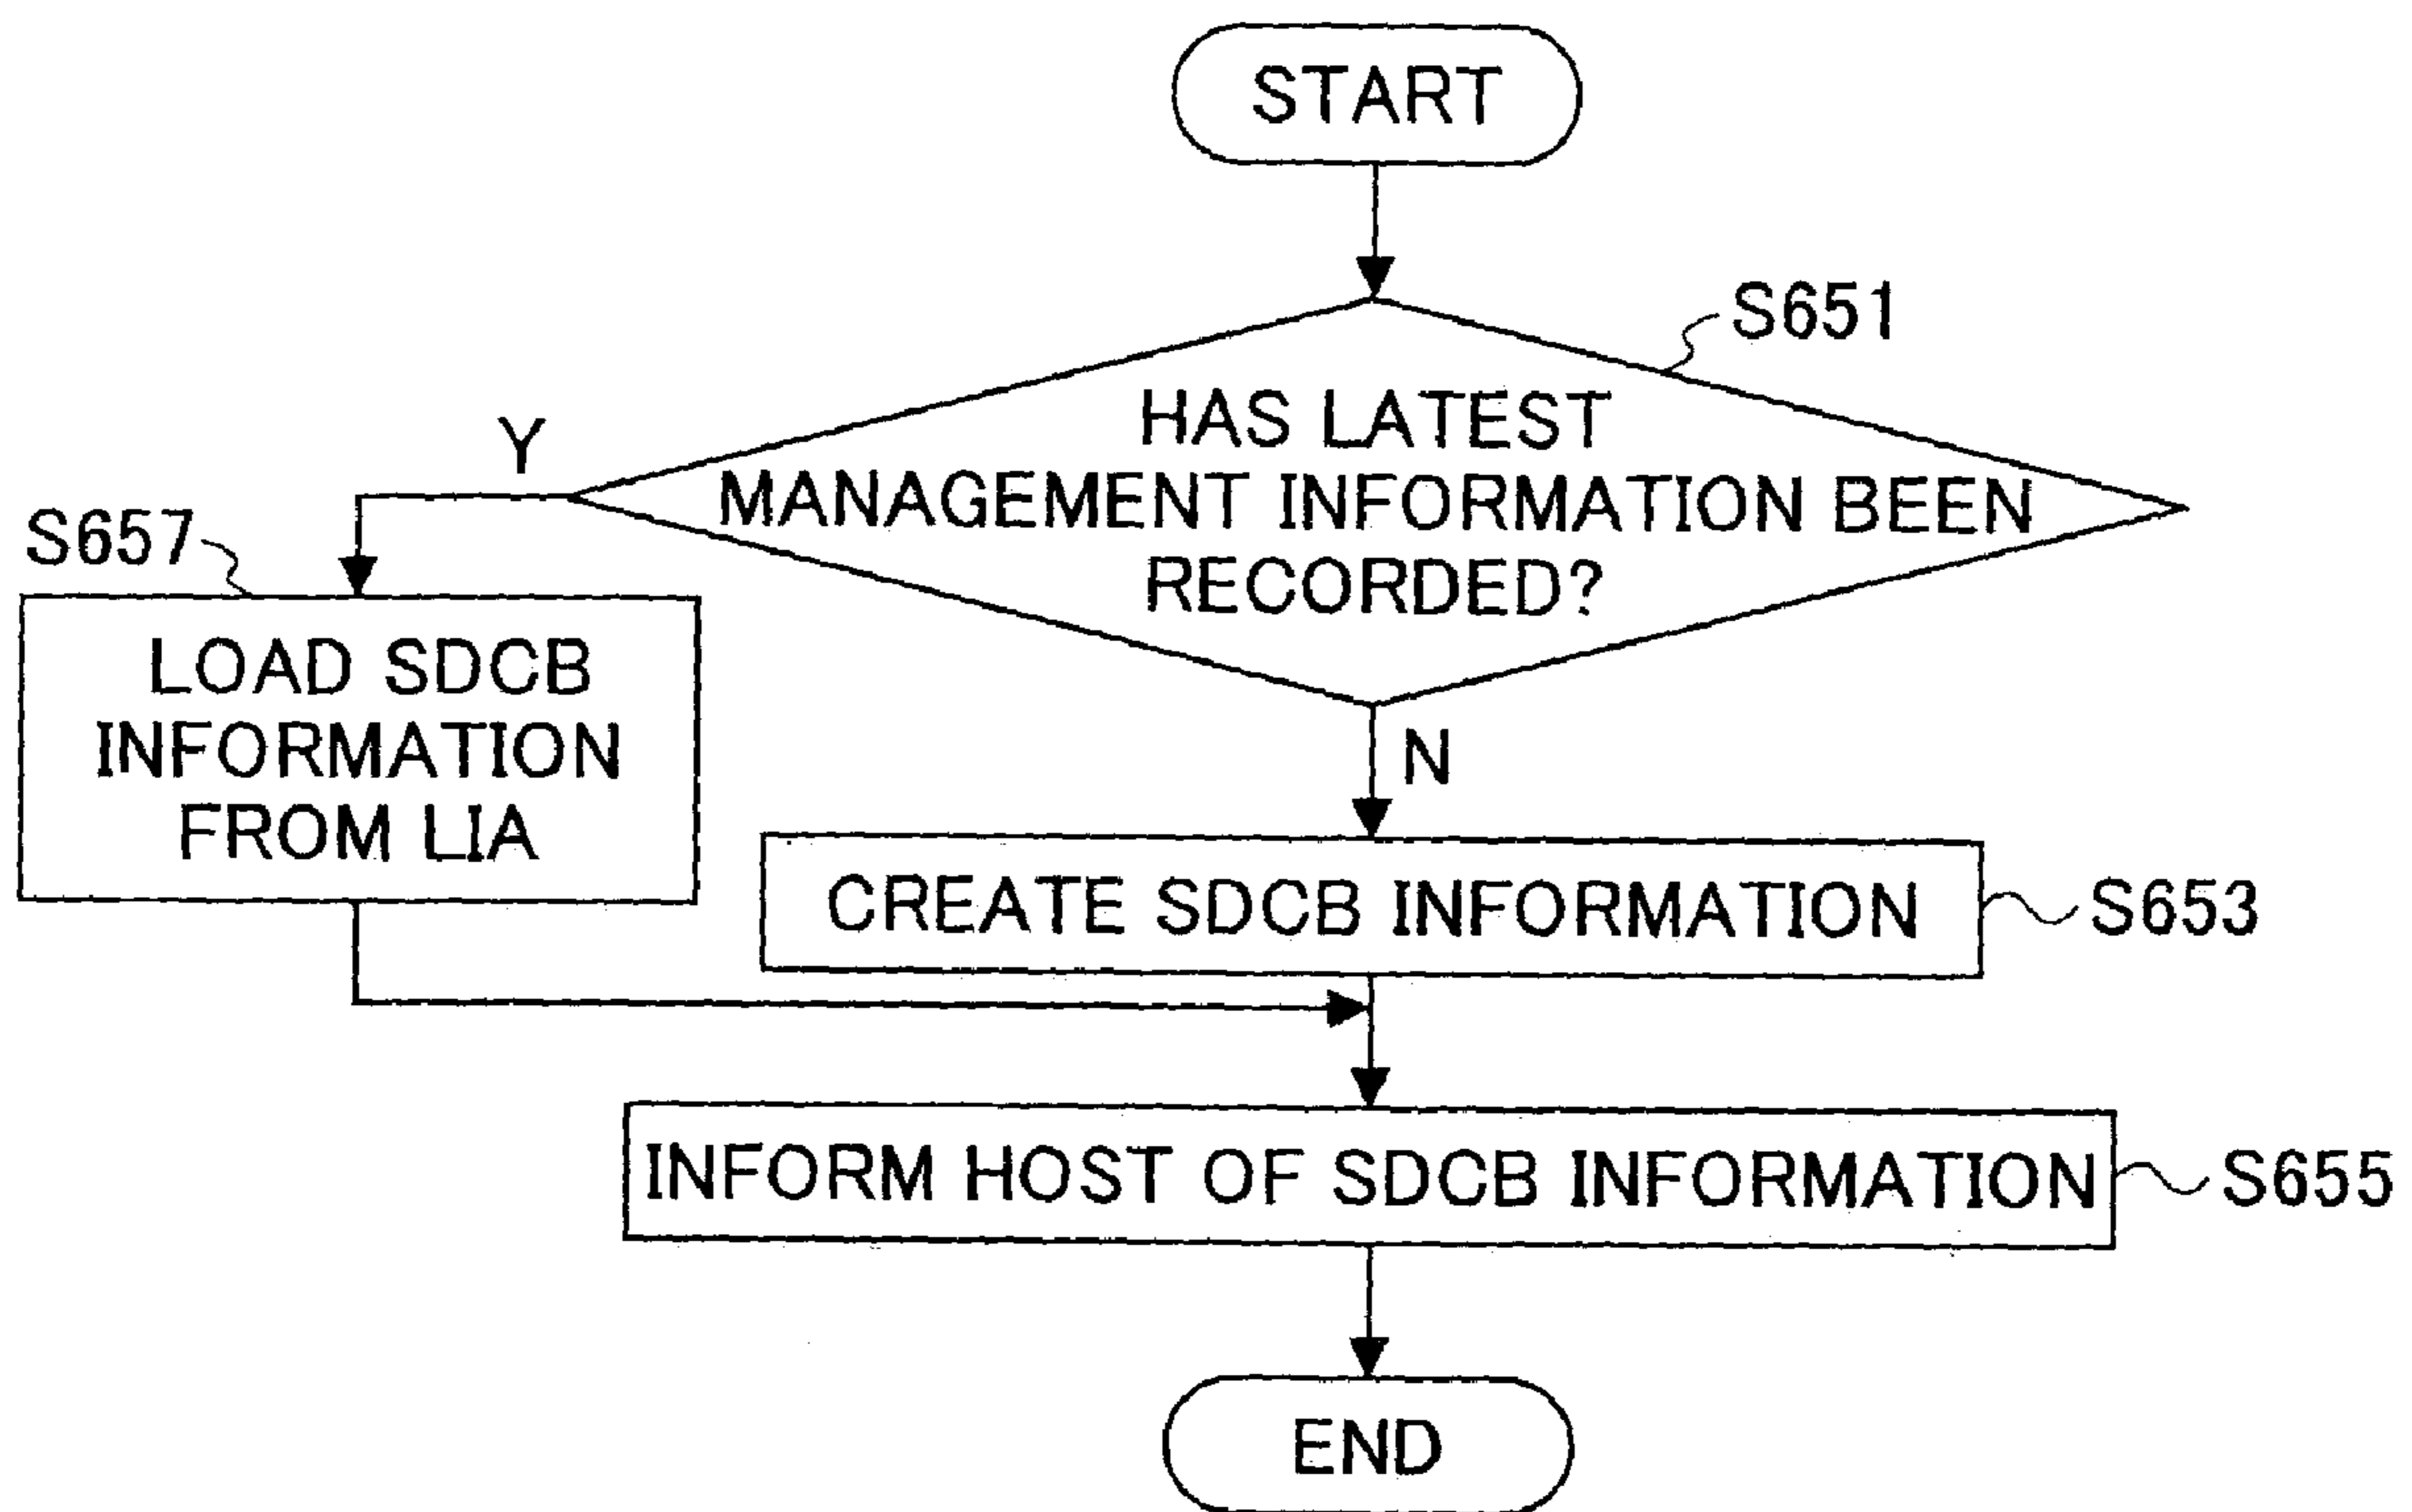 START
S651
HAS LATEST
MANAGEMENT INFORMATION BEEN
RECORDED?
Y
S657
LOAD SDCB
INFORMATION
FROM LIA
N
CREATE SDCB INFORMATION
S653
INFORM HOST OF SDCB INFORMATION
S655
END